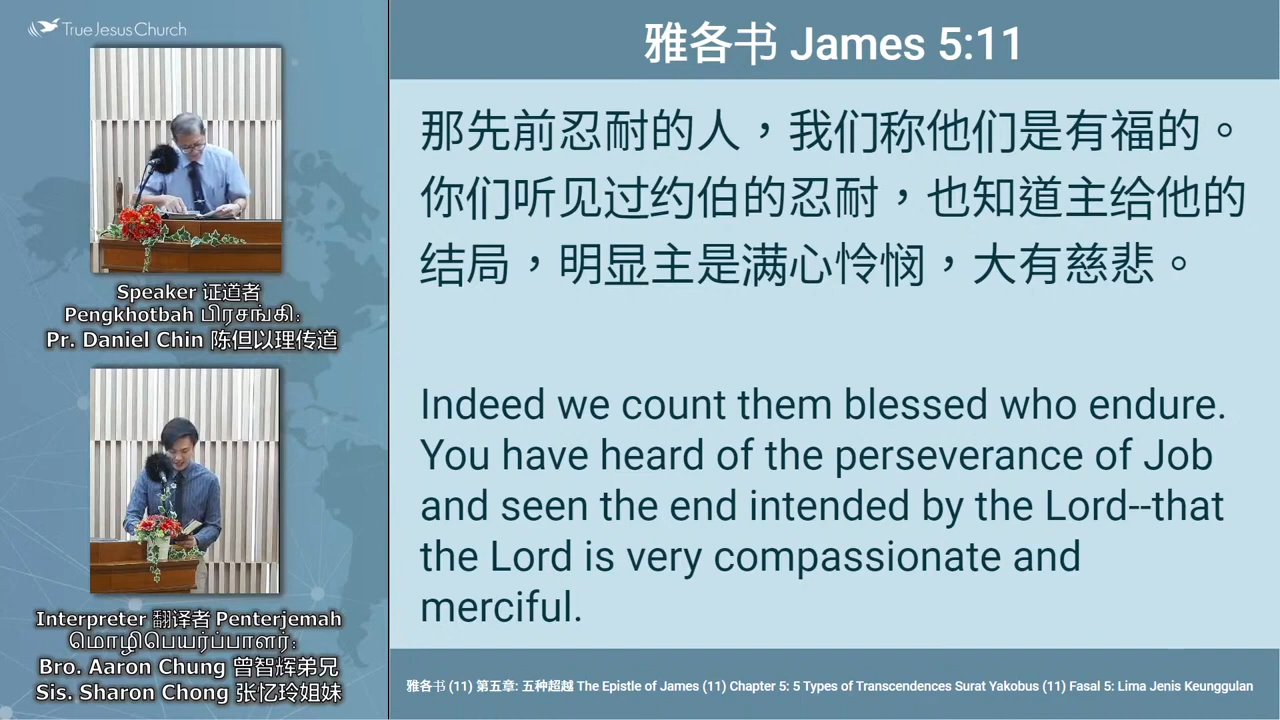 True Jesus Church
Speaker 证道者
Pengkhotbah பிரசங்கி:
Pr. Daniel Chin 陈但以理传道
Interpreter 翻译者 Penterjemah
மொழிபெயர்ப்பாளர்:
Bro. Aaron Chung 曾智辉弟兄
Sis. Sharon Chong 张忆玲姐妹
雅各书 James 5:11
那先前忍耐的人，我们称他们是有福的。
你们听见过约伯的忍耐，也知道主给他的
结局，明显主是满心怜悯，大有慈悲。
Indeed we count them blessed who endure.
You have heard of the perseverance of Job
and seen the end intended by the Lord--that
the Lord is very compassionate and
merciful.
雅各书 (11) 第五章: 五种超越 The Epistle of James (11) Chapter 5: 5 Types of Transcendences Surat Yakobus (11) Fasal 5: Lima Jenis Keunggulan